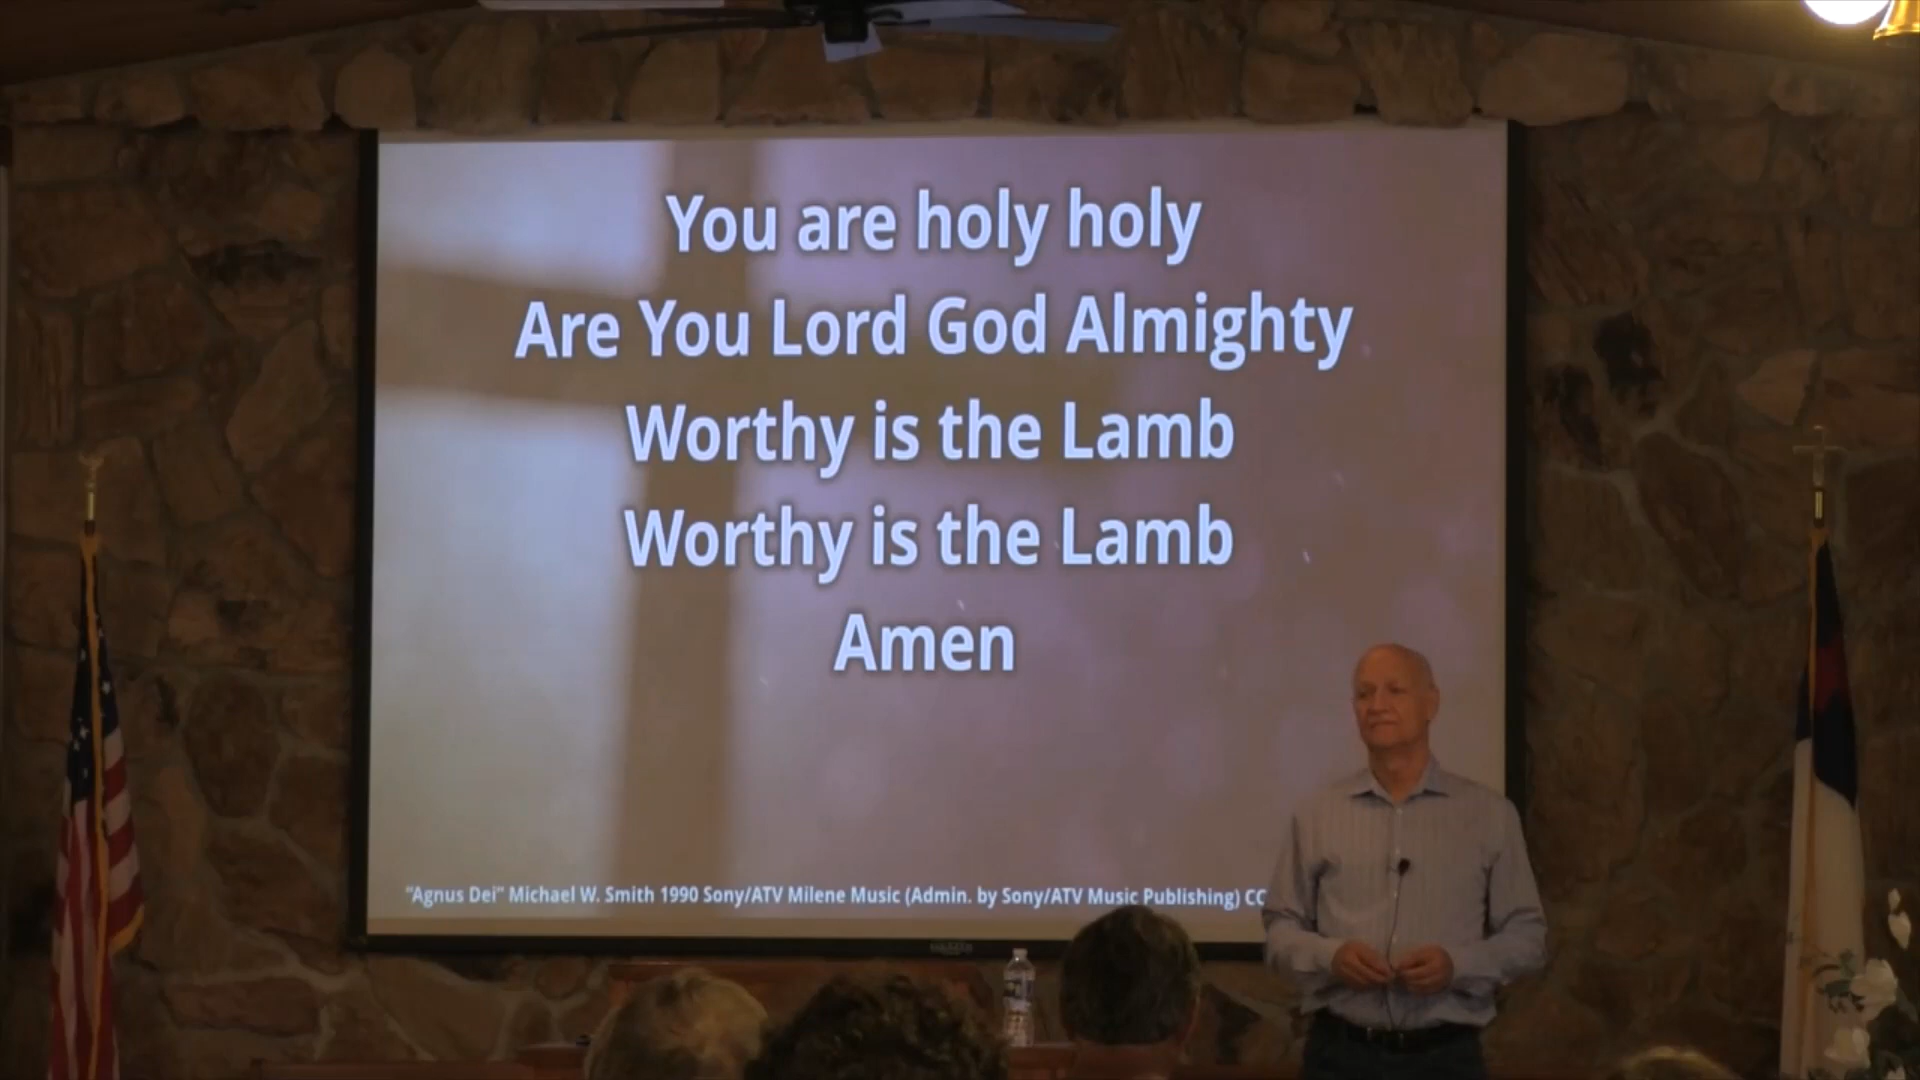 You are holy holy
Are You Lord God Almighty
Worthy is the Lamb
Worthy is the Lamb
Amen
"Agnus Dei" Michael W. Smith 1990 Sony/ATV Milene Music (Admin. by Sony/ATV Music Publishing) CC